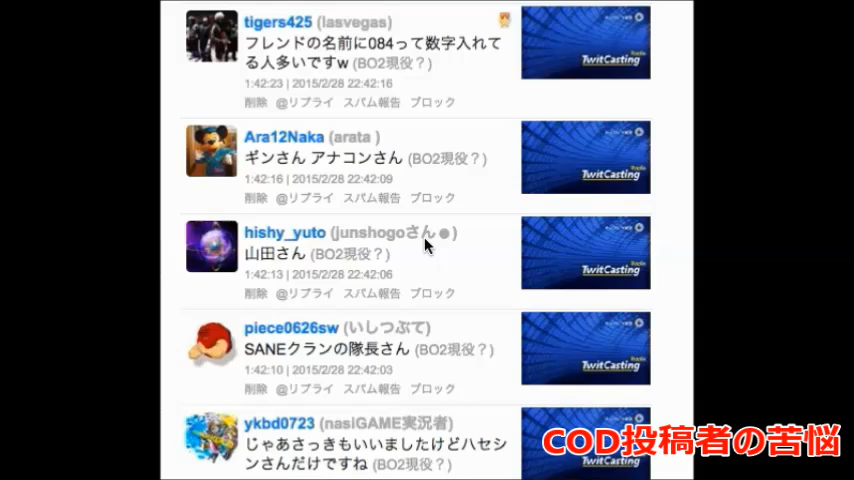 tigers425 (lasvegas)
フレンドの名前に084って数字入れて
る人多いですw (BO2現役？)
1:42:23 | 2015/2/28 22:42:16
削除 @リプライ スパム報告 ブロック
Radio
TwitCasting
Ara12Naka (arata )
ギンさん アナコンさん (BO2現役？)
1:42:16 | 2015/2/28 22:42:09
削除 @リプライ スパム報告 ブロック
Radio
TwitCasting
hishy_yuto (junshogoさん●)
山田さん (BO2現役？)
1:42:13 | 2015/2/28 22:42:06
削除 @リプライ スパム報告 ブロック
Radio
TwitCasting
piece0626sw (いしつぶて)
SANEクランの隊長さん (BO2現役？)
1:42:10 | 2015/2/28 22:42:03
削除 @リプライ スパム報告 ブロック
Radio
TwitCasting
ykbd0723 (nasiGAME実況者)
じゃあさっきもいいましたけどハセシ
ンさんだけですね (BO2現役？)
TwitCasting
COD投稿者の苦悩